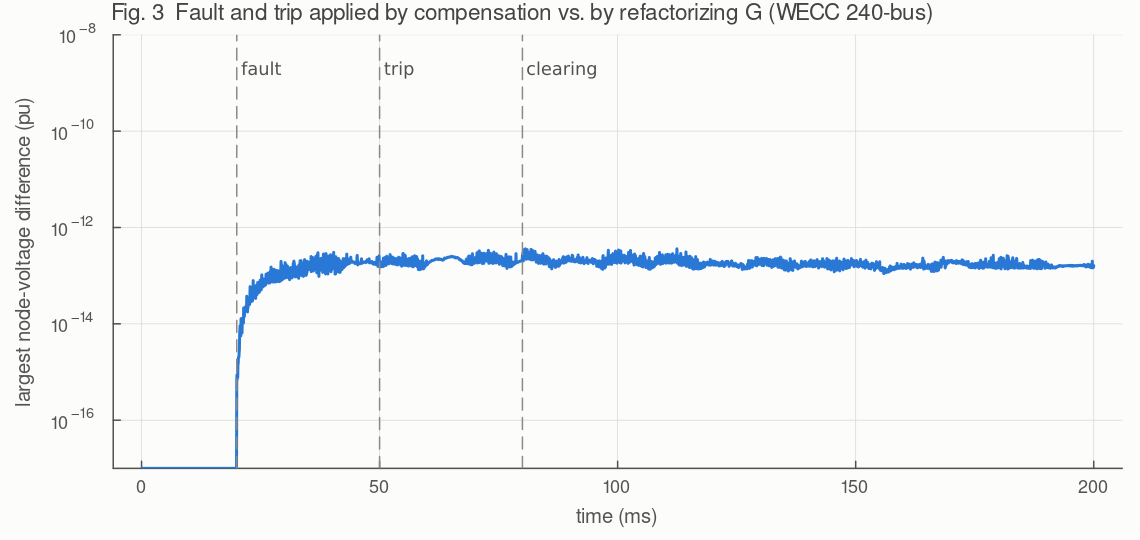 Fig. 3 Fault and trip applied by compensation vs. by refactorizing G (WECC 240-bus)
10⁻⁸
fault
trip
clearing
10⁻¹⁰
10⁻¹²
10⁻¹⁴
10⁻¹⁶
largest node-voltage difference (pu)
0
50
100
150
200
time (ms)